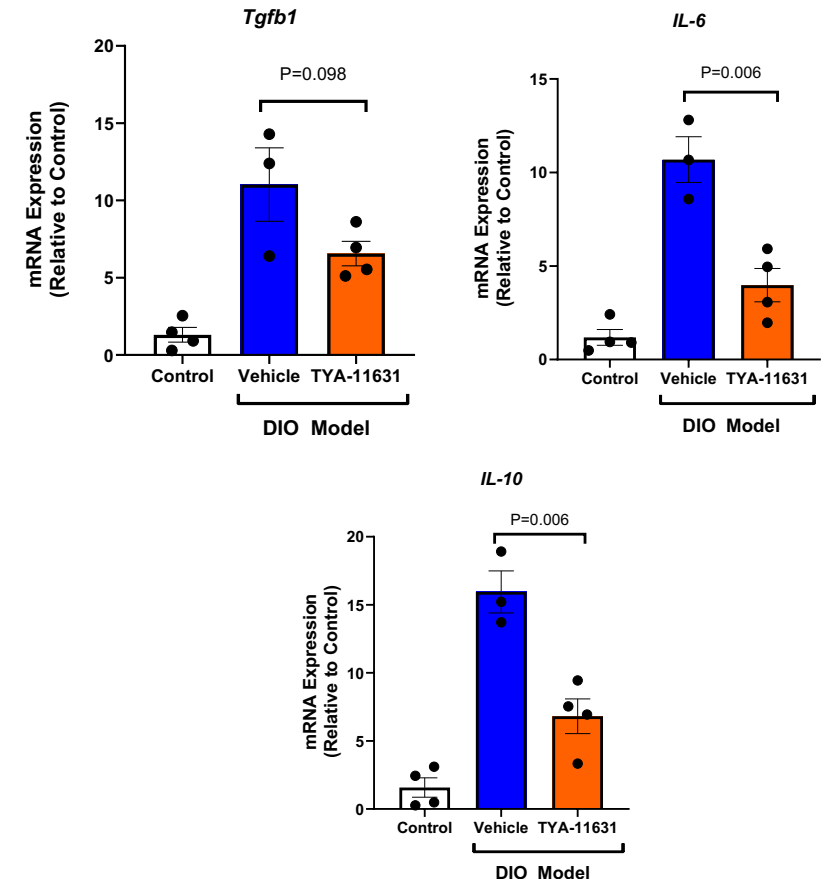 Tgfb1
mRNA Expression
(Relative to Control)
20
15
10
5
0
P=0.098
Control Vehicle TYA-11631
DIO Model
IL-6
mRNA Expression
(Relative to Control)
15
10
5
0
P=0.006
Control Vehicle TYA-11631
DIO Model
IL-10
mRNA Expression
(Relative to Control)
20
15
10
5
0
P=0.006
Control Vehicle TYA-11631
DIO Model